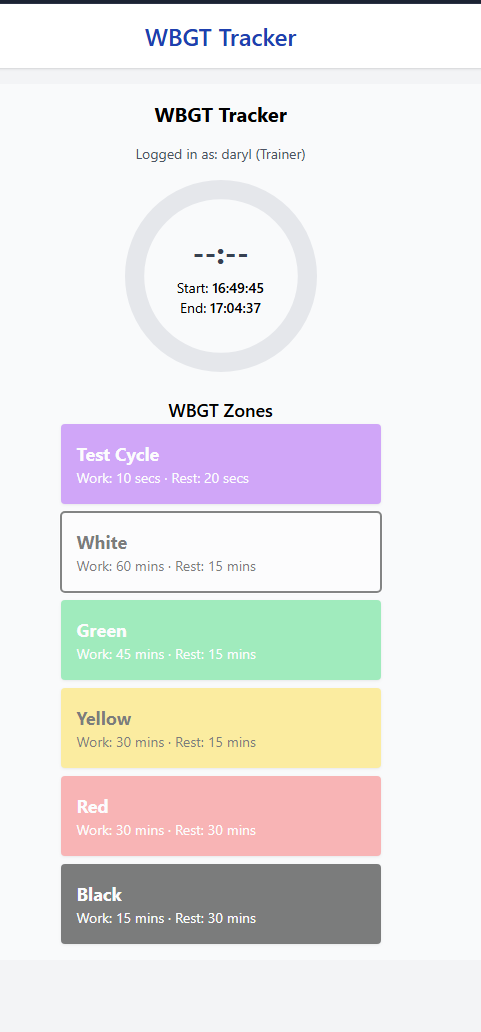 WBGT Tracker
WBGT Tracker
Logged in as: daryl (Trainer)
--:--
Start: 16:49:45
End: 17:04:37
WBGT Zones
Test Cycle
Work: 10 secs · Rest: 20 secs
White
Work: 60 mins · Rest: 15 mins
Green
Work: 45 mins · Rest: 15 mins
Yellow
Work: 30 mins · Rest: 15 mins
Red
Work: 30 mins · Rest: 30 mins
Black
Work: 15 mins · Rest: 30 mins